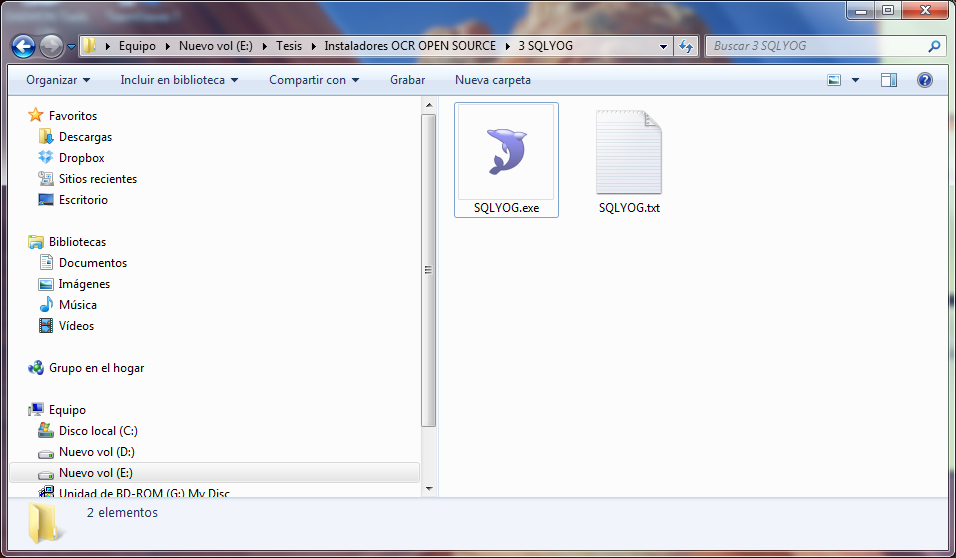 Equipo ▸ Nuevo vol (E:) ▸ Tesis ▸ Instaladores OCR OPEN SOURCE ▸ 3 SQLYOG
Buscar 3 SQLYOG
Organizar Incluir en biblioteca Compartir con Grabar Nueva carpeta
Favoritos
Descargas
Dropbox
Sitios recientes
Escritorio
Bibliotecas
Documentos
Imágenes
Música
Vídeos
Grupo en el hogar
Equipo
Disco local (C:)
Nuevo vol (D:)
Nuevo vol (E:)
Unidad de BD-ROM (G:) My Disc
SQLYOG.exe
SQLYOG.txt
2 elementos